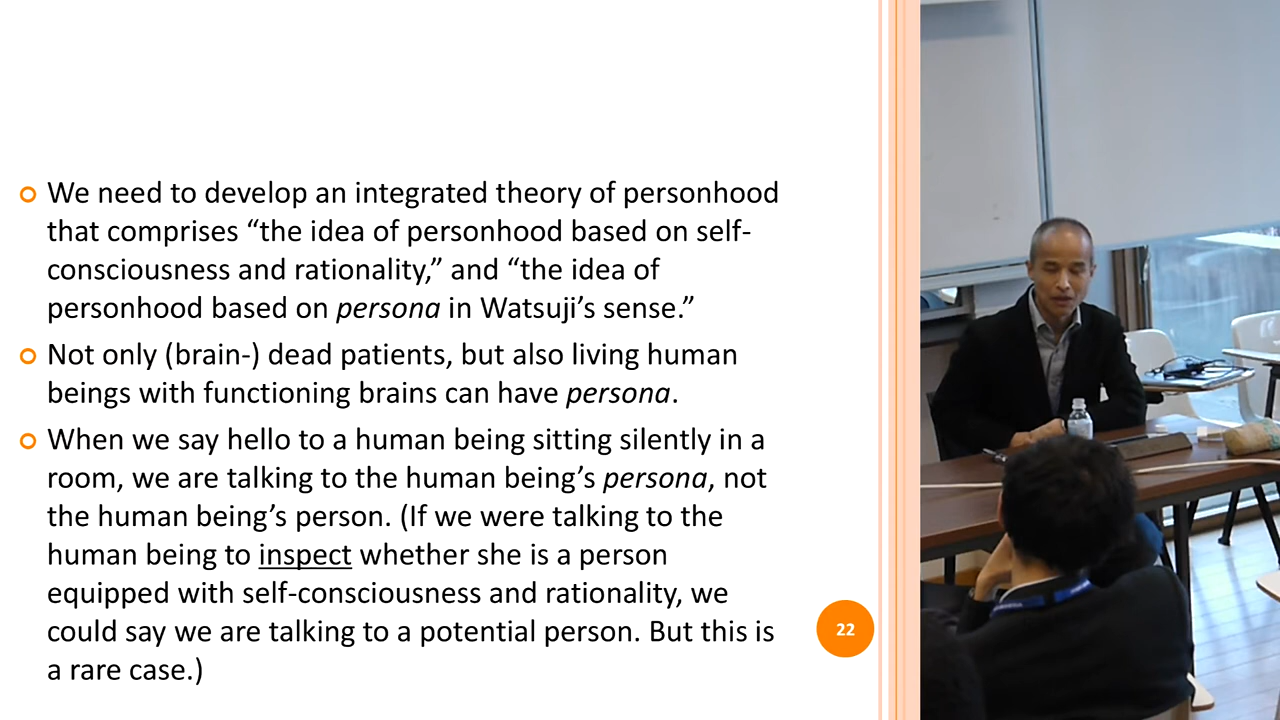 We need to develop an integrated theory of personhood
that comprises “the idea of personhood based on self-
consciousness and rationality,” and “the idea of
personhood based on persona in Watsuji’s sense.”
Not only (brain-) dead patients, but also living human
beings with functioning brains can have persona.
When we say hello to a human being sitting silently in a
room, we are talking to the human being’s persona, not
the human being’s person. (If we were talking to the
human being to inspect whether she is a person
equipped with self-consciousness and rationality, we
could say we are talking to a potential person. But this is
a rare case.)
22